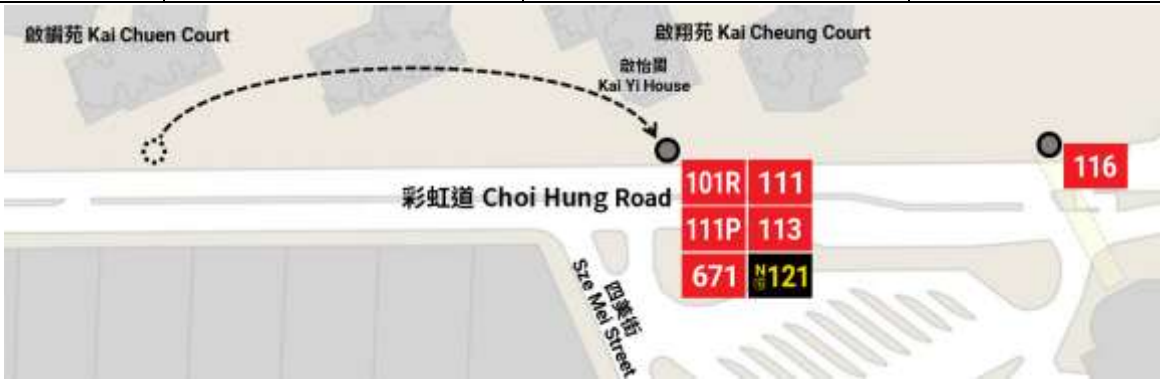 啟鑽苑 Kai Chuen Court
啟翔苑 Kai Cheung Court
啟怡閣
Kai Yi House
116
彩虹道 Choi Hung Road
101R 111
111P 113
671 N121
四美街
Sze Mei Street